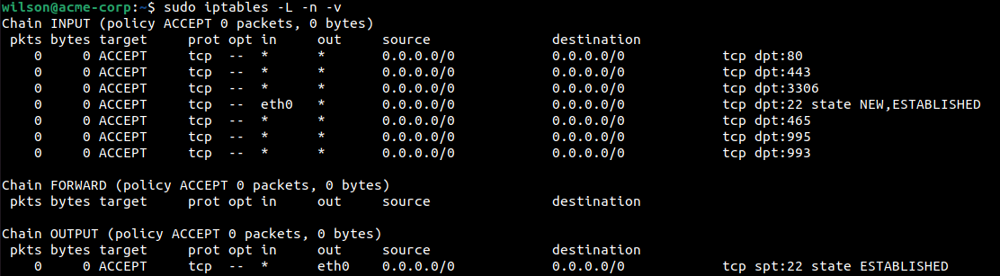 wilson@acme-corp:~$ sudo iptables -L -n -v
Chain INPUT (policy ACCEPT 0 packets, 0 bytes)
 pkts bytes target     prot opt in     out     source               destination
    0     0 ACCEPT     tcp  --  *      *       0.0.0.0/0            0.0.0.0/0            tcp dpt:80
    0     0 ACCEPT     tcp  --  *      *       0.0.0.0/0            0.0.0.0/0            tcp dpt:443
    0     0 ACCEPT     tcp  --  *      *       0.0.0.0/0            0.0.0.0/0            tcp dpt:3306
    0     0 ACCEPT     tcp  --  eth0   *       0.0.0.0/0            0.0.0.0/0            tcp dpt:22 state NEW,ESTABLISHED
    0     0 ACCEPT     tcp  --  *      *       0.0.0.0/0            0.0.0.0/0            tcp dpt:465
    0     0 ACCEPT     tcp  --  *      *       0.0.0.0/0            0.0.0.0/0            tcp dpt:995
    0     0 ACCEPT     tcp  --  *      *       0.0.0.0/0            0.0.0.0/0            tcp dpt:993

Chain FORWARD (policy ACCEPT 0 packets, 0 bytes)
 pkts bytes target     prot opt in     out     source               destination

Chain OUTPUT (policy ACCEPT 0 packets, 0 bytes)
 pkts bytes target     prot opt in     out     source               destination
    0     0 ACCEPT     tcp  --  *      eth0    0.0.0.0/0            0.0.0.0/0            tcp spt:22 state ESTABLISHED